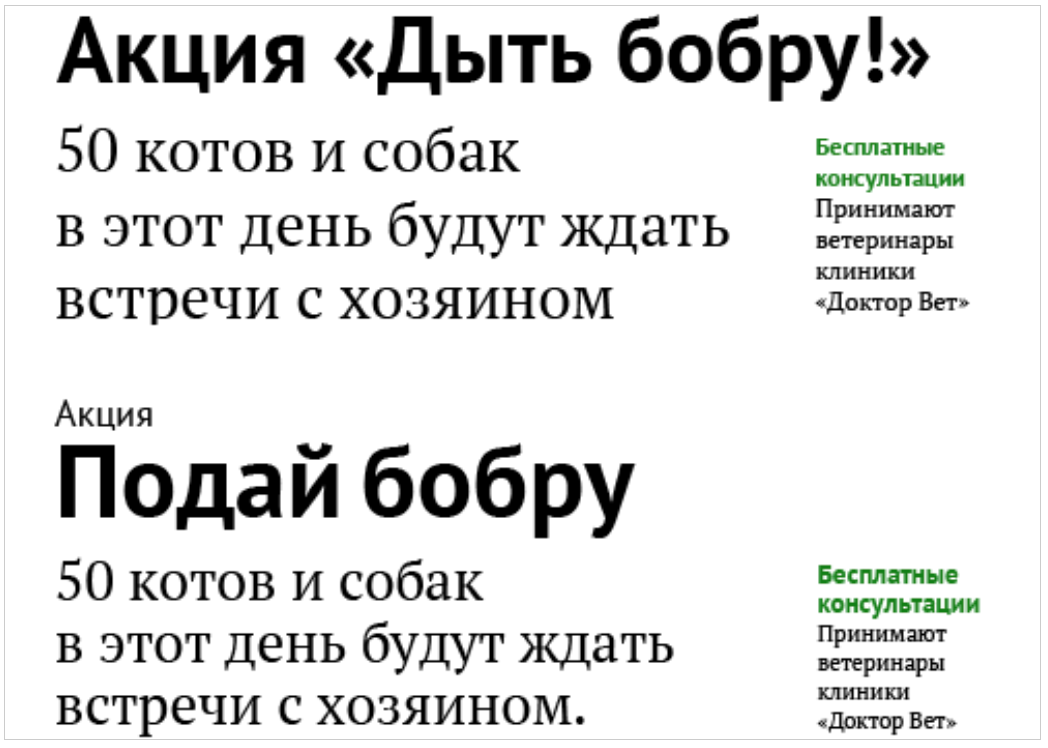 Акция «Дыть бобру!»
50 котов и собак
в этот день будут ждать
встречи с хозяином
Бесплатные
консультации
Принимают
ветеринары
клиники
«Доктор Вет»
Акция
Подай бобру
50 котов и собак
в этот день будут ждать
встречи с хозяином.
Бесплатные
консультации
Принимают
ветеринары
клиники
«Доктор Вет»